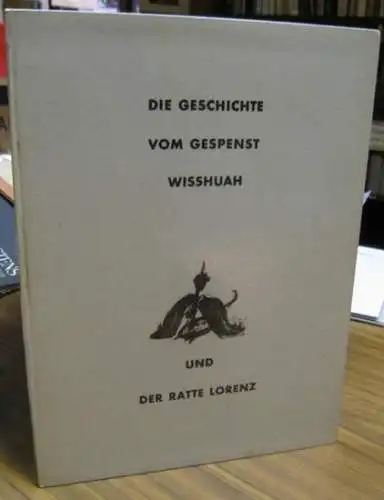 DIE GESCHICHTE
VOM GESPENST
WISSHUAH
UND
DER RATTE LORENZ